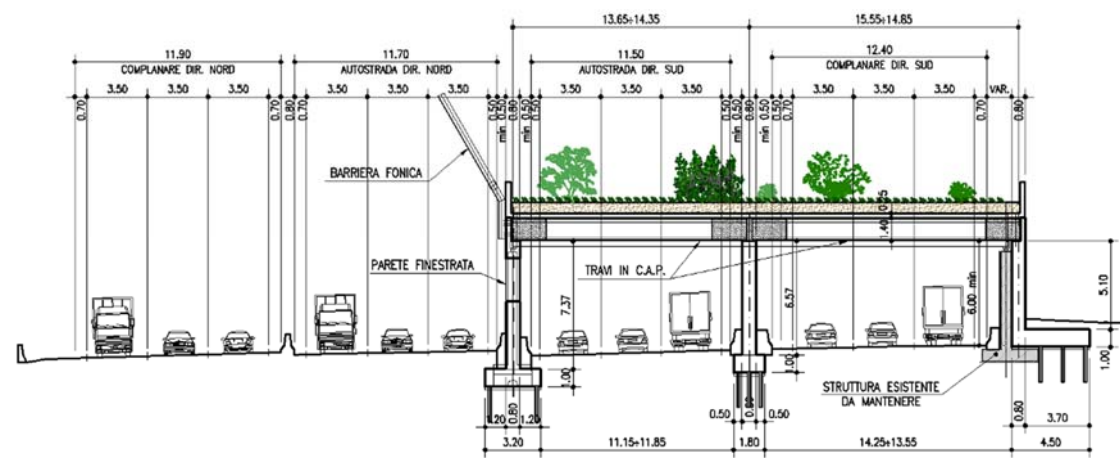 13.65÷14.35 15.55÷14.85
11.90 11.70 11.50 12.40
COMPLANARE DIR. NORD AUTOSTRADA DIR. NORD AUTOSTRADA DIR. SUD COMPLANARE DIR. SUD
3.50 3.50 3.50 3.50 3.50 3.50 3.50 3.50 3.50 3.50 3.50 3.50 VAR.
0.70 0.70 0.80 0.70 0.50 min 0.50 0.80 min 0.50 0.50 0.50 min 0.50 0.80 min 0.50 0.50 0.70 0.70 0.80
BARRIERA FONICA
1.40
PARETE FINESTRATA
TRAVI IN C.A.P.
7.37 6.57 6.00 min 5.10
1.00 1.00 1.00
STRUTTURA ESISTENTE
DA MANTENERE
1.20 0.80 1.20 0.50 0.80 0.50 0.80 3.70
3.20 11.15÷11.85 1.80 14.25÷13.55 4.50